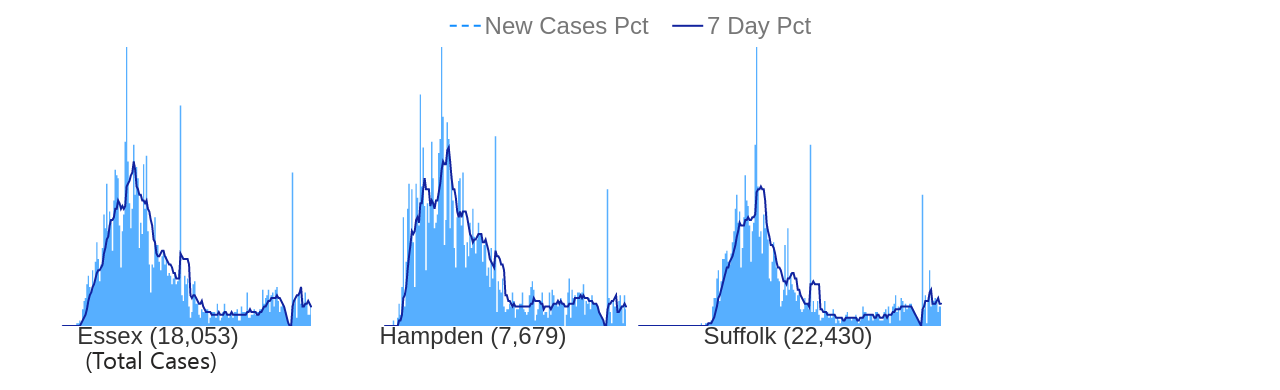 New Cases Pct 7 Day Pct
Essex (18,053) Hampden (7,679) Suffolk (22,430)
(Total Cases)